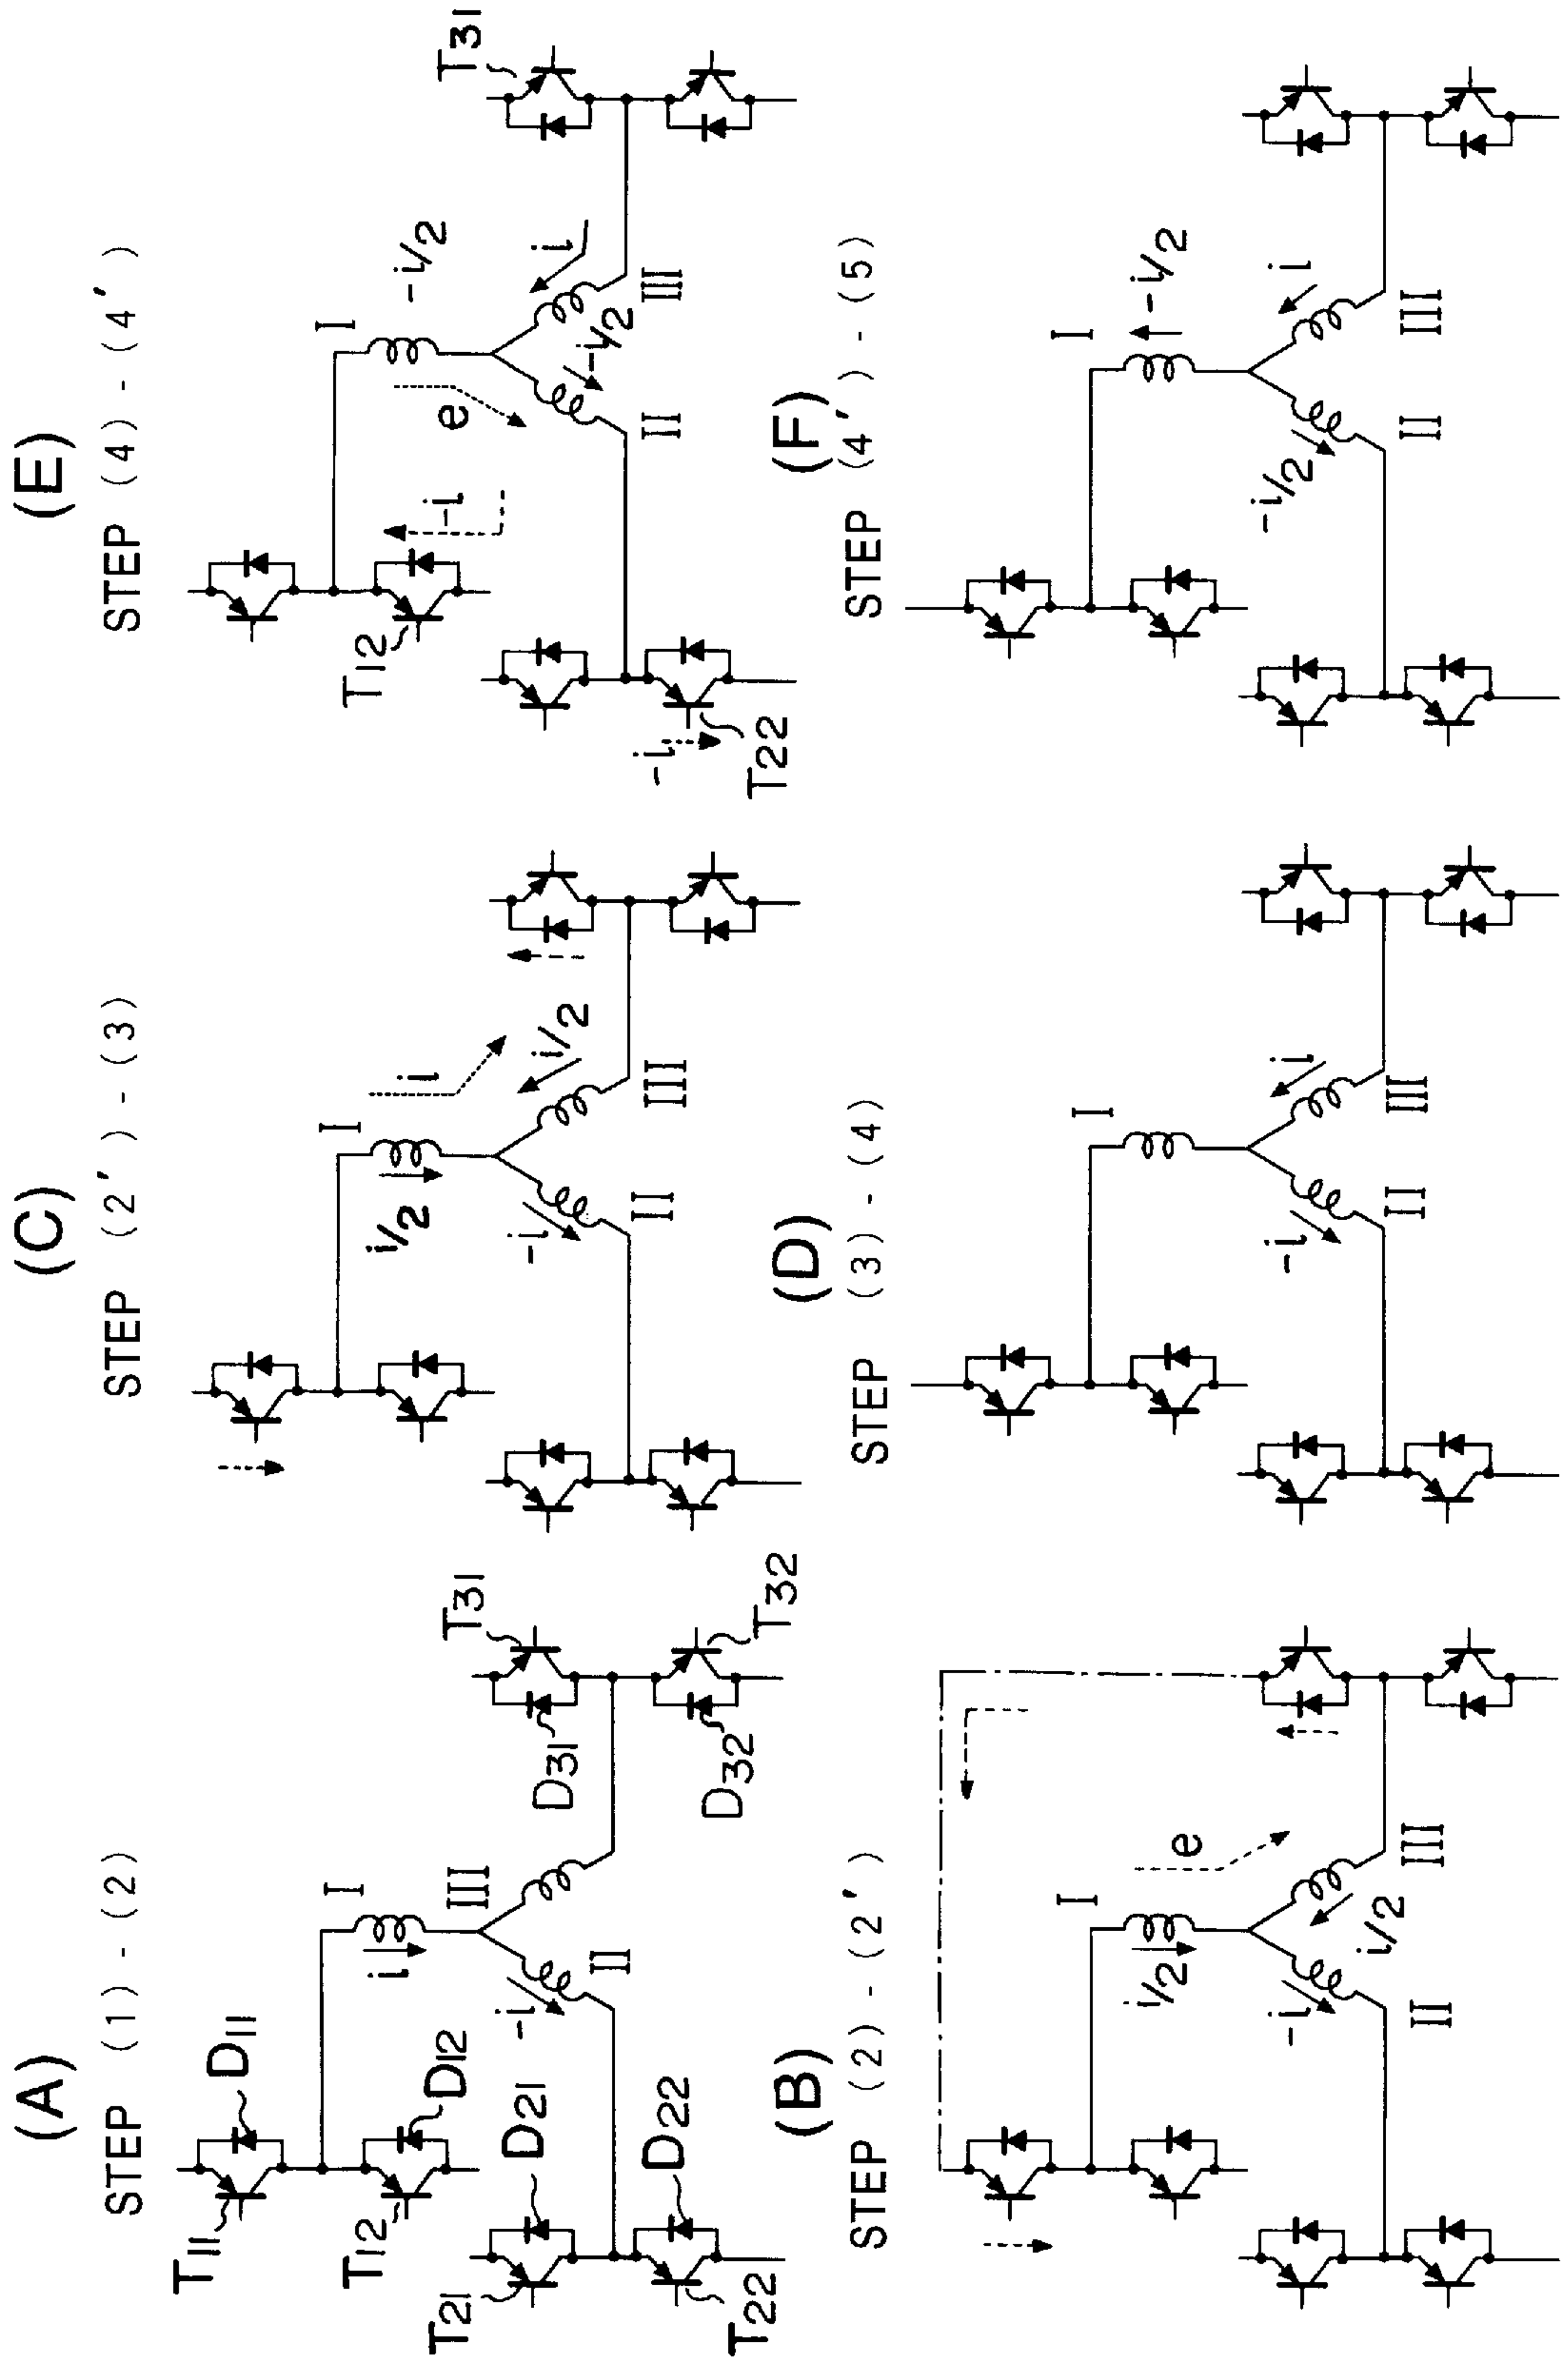 (A)
STEP (1)-(2)
T11
D11
T12
D12
T21
D21
T22
D22
I
i
III
II
-i
T31
D31
T32
D32
(B)
STEP (2)-(2')
I
i/2
e
-i
i/2
II
III
(C)
STEP (2')-(3)
I
i
i/2
i/2
-i
II
III
(D)
STEP (3)-(4)
I
-i
i
II
III
(E)
STEP (4)-(4')
T12
-i
T22
-i
I
-i/2
e
i
-i/2
II
III
T31
(F)
STEP (4')-(5)
I
-i/2
i
-i/2
II
III